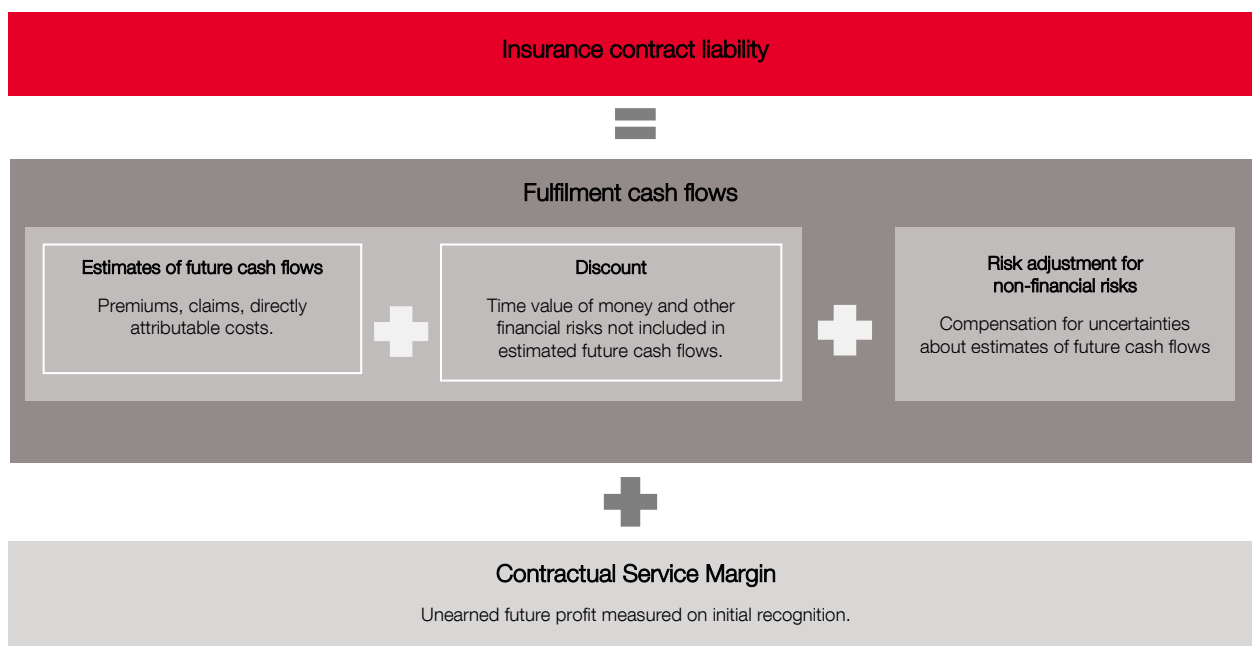 Insurance contract liability
=
Fulfilment cash flows
Estimates of future cash flows
Premiums, claims, directly
attributable costs.
+
Discount
Time value of money and other
financial risks not included in
estimated future cash flows.
+
Risk adjustment for
non-financial risks
Compensation for uncertainties
about estimates of future cash flows
+
Contractual Service Margin
Unearned future profit measured on initial recognition.